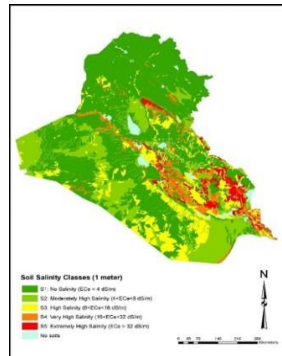 Soil Salinity Classes (1 meter)
S1: No Salinity (ECe < 4 dS/m)
S2: Moderately High Salinity (4<ECe<8 dS/m)
S3: High Salinity (8<ECe<16 dS/m)
S4: Very High Salinity (16<ECe<32 dS/m)
S5: Extremely High Salinity (ECe > 32 dS/m)
No soils
N